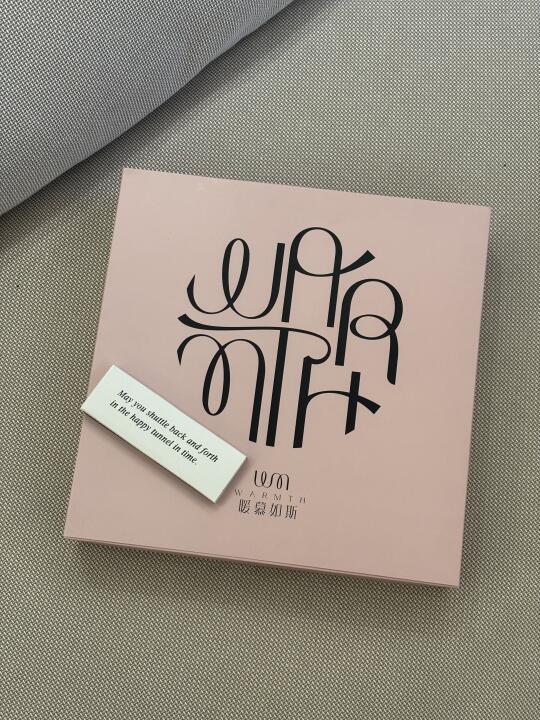 WAR
MTH
May you shuttle back and forth
in the happy tunnel in time.
WM
WARMTH
暖慕如斯